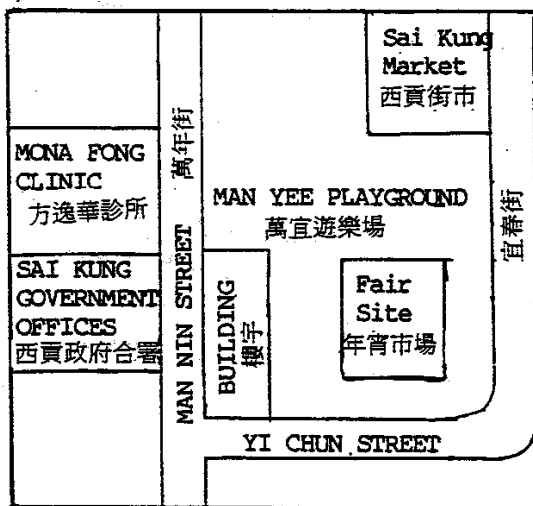 Sai Kung
Market
西貢街市
MONA FONG
CLINIC
方逸華診所
萬年街
MAN NIN STREET
MAN YEE PLAYGROUND
萬宜遊樂場
宜春街
SAI KUNG
GOVERNMENT
OFFICES
西貢政府合署
BUILDING
樓宇
Fair
Site
年宵市場
YI CHUN STREET